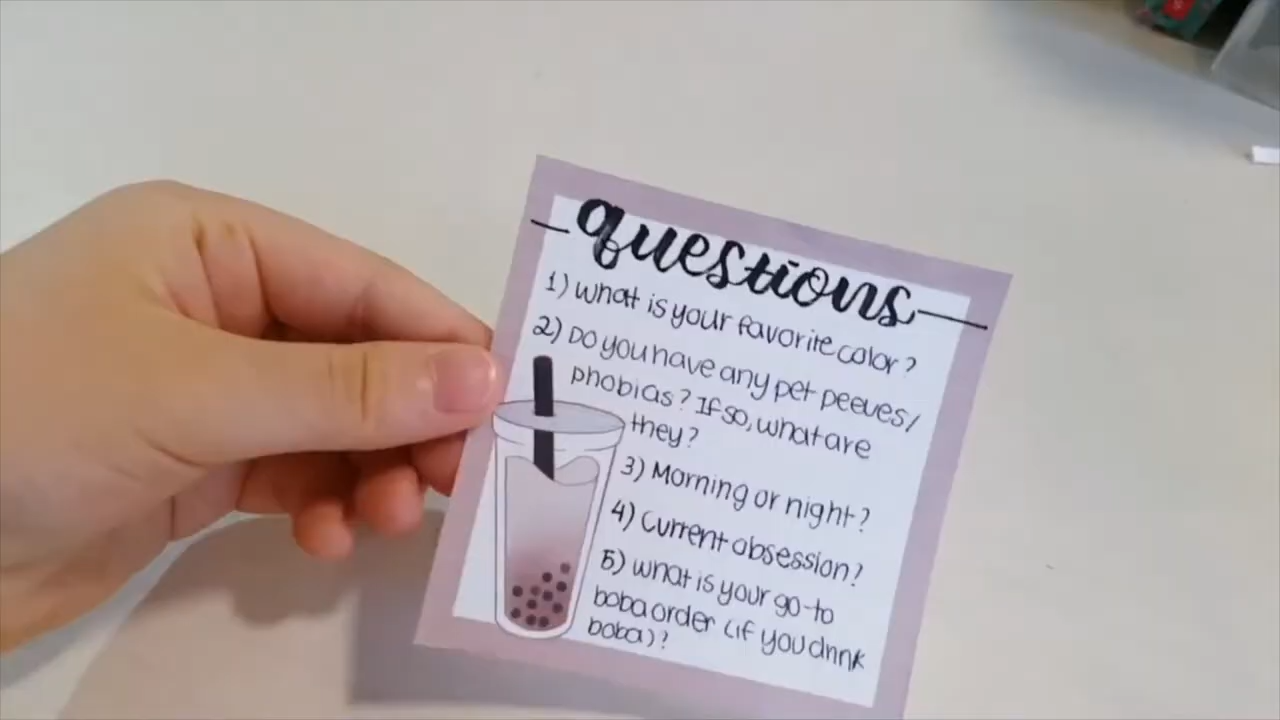 questions
1) What is your favorite color?
2) Do you have any pet peeves/
phobias? If so, what are
they?
3) Morning or night?
4) Current obsession?
5) What is your go-to
boba order (if you drink
boba)?